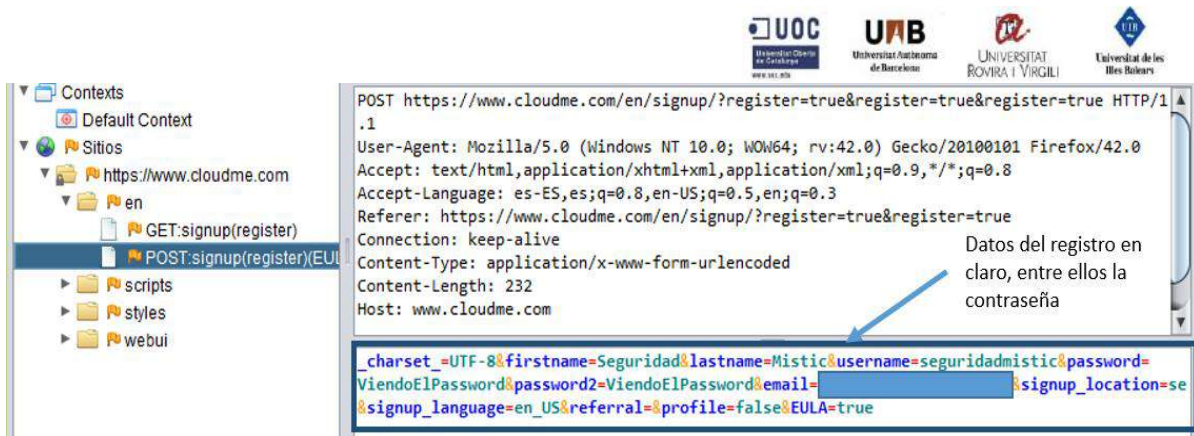 UOC
Universitat Oberta
de Catalunya
www.uoc.edu
UAB
Universitat Autònoma
de Barcelona
UNIVERSITAT
ROVIRA I VIRGILI
UIB
Universitat de les
Illes Balears
Contexts
Default Context
Sitios
https://www.cloudme.com
en
GET:signup(register)
POST:signup(register)(EUL
scripts
styles
webui
POST https://www.cloudme.com/en/signup/?register=true&register=true&register=true HTTP/1
.1
User-Agent: Mozilla/5.0 (Windows NT 10.0; WOW64; rv:42.0) Gecko/20100101 Firefox/42.0
Accept: text/html,application/xhtml+xml,application/xml;q=0.9,*/*;q=0.8
Accept-Language: es-ES,es;q=0.8,en-US;q=0.5,en;q=0.3
Referer: https://www.cloudme.com/en/signup/?register=true&register=true
Connection: keep-alive
Content-Type: application/x-www-form-urlencoded
Content-Length: 232
Host: www.cloudme.com
Datos del registro en
claro, entre ellos la
contraseña
_charset_=UTF-8&firstname=Seguridad&lastname=Mistic&username=seguridadmistic&password=
ViendoElPassword&password2=ViendoElPassword&email= &signup_location=se
&signup_language=en_US&referral=&profile=false&EULA=true